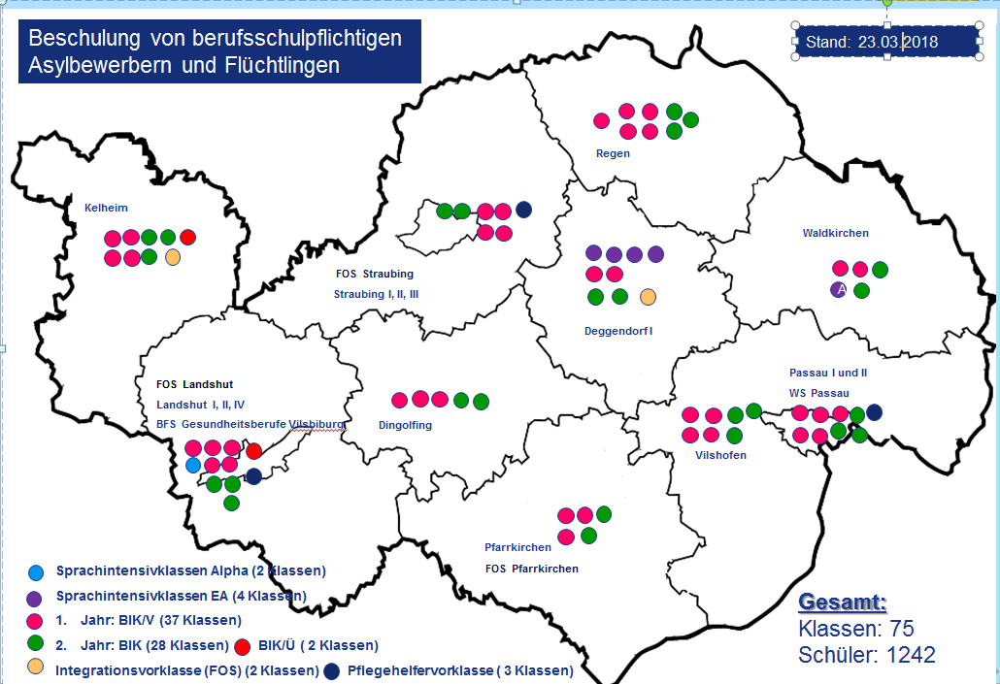 Beschulung von berufsschulpflichtigen
Asylbewerbern und Flüchtlingen
Stand: 23.03.2018
Regen
Kelheim
Waldkirchen
A
FOS Straubing
Straubing I, II, III
Deggendorf I
FOS Landshut
Landshut I, II, IV
BFS Gesundheitsberufe Vilsbiburg
Dingolfing
Passau I und II
WS Passau
Vilshofen
Pfarrkirchen
FOS Pfarrkirchen
Sprachintensivklassen Alpha (2 Klassen)
Sprachintensivklassen EA (4 Klassen)
1. Jahr: BIK/V (37 Klassen)
2. Jahr: BIK (28 Klassen) BIK/Ü ( 2 Klassen)
Integrationsvorklasse (FOS) (2 Klassen) Pflegehelfervorklasse ( 3 Klassen)
Gesamt:
Klassen: 75
Schüler: 1242